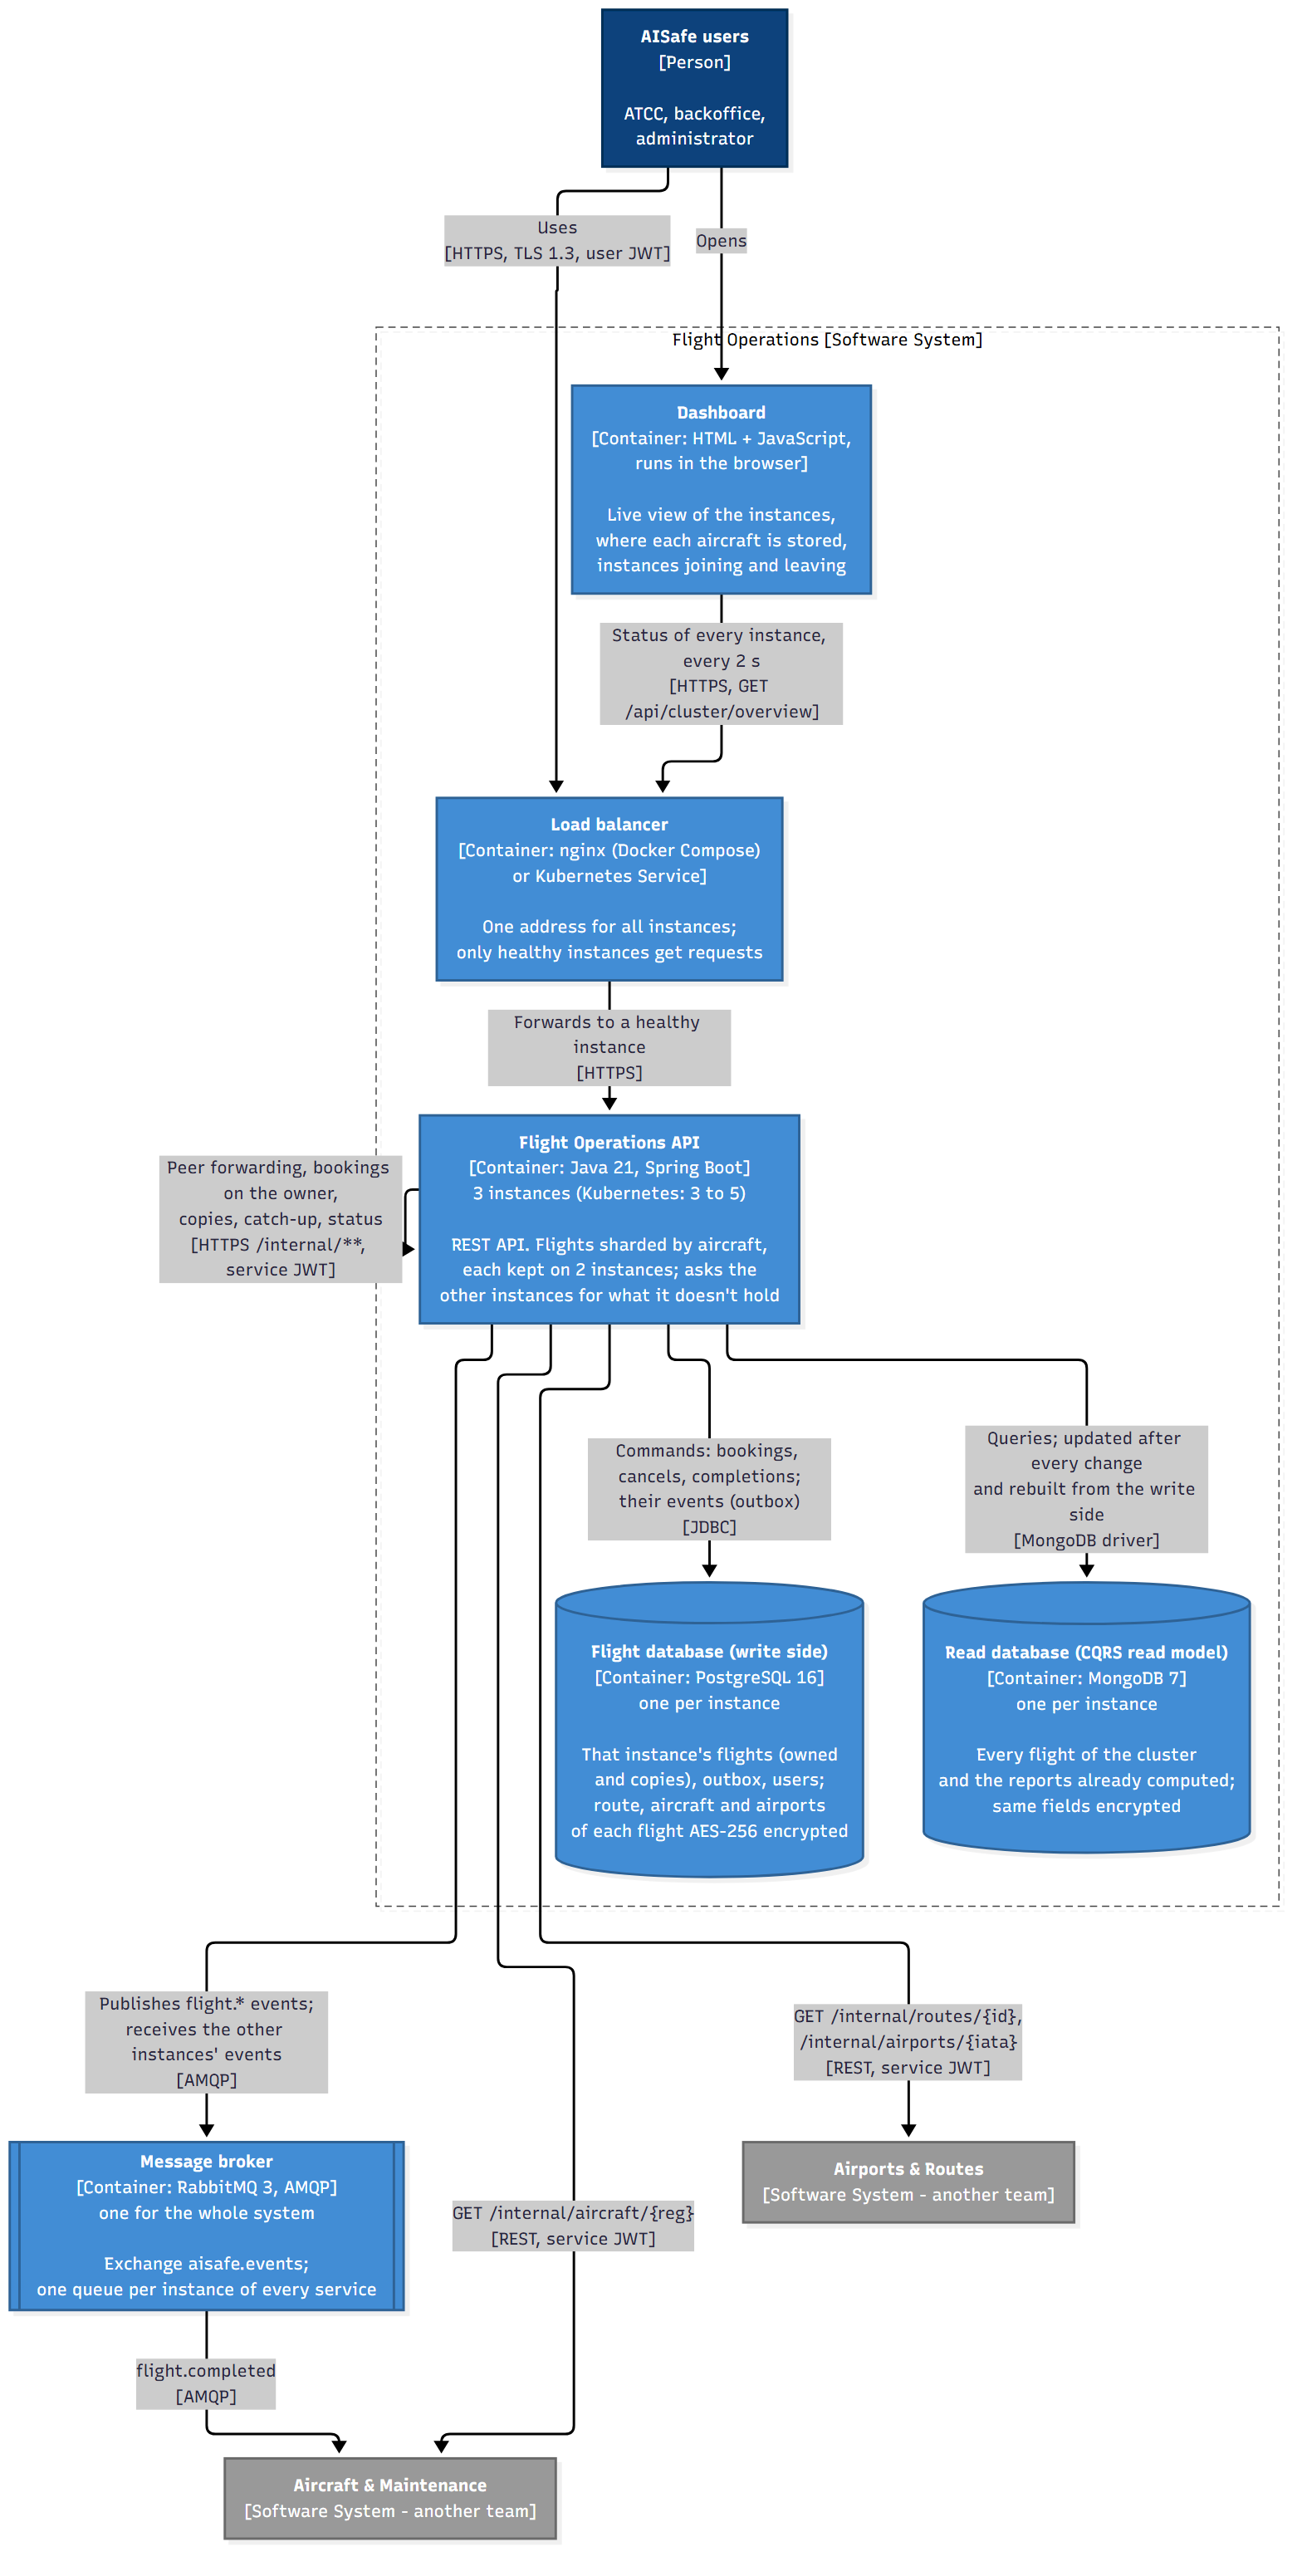 AISafe users
[Person]
ATCC, backoffice,
administrator
Uses
[HTTPS, TLS 1.3, user JWT]
Opens
Flight Operations [Software System]
Dashboard
[Container: HTML + JavaScript,
runs in the browser]
Live view of the instances,
where each aircraft is stored,
instances joining and leaving
Status of every instance,
every 2 s
[HTTPS, GET
/api/cluster/overview]
Load balancer
[Container: nginx (Docker Compose)
or Kubernetes Service]
One address for all instances;
only healthy instances get requests
Forwards to a healthy
instance
[HTTPS]
Flight Operations API
[Container: Java 21, Spring Boot]
3 instances (Kubernetes: 3 to 5)
REST API. Flights sharded by aircraft,
each kept on 2 instances; asks the
other instances for what it doesn't hold
Peer forwarding, bookings
on the owner,
copies, catch-up, status
[HTTPS /internal/**,
service JWT]
Commands: bookings,
cancels, completions;
their events (outbox)
[JDBC]
Queries; updated after
every change
and rebuilt from the write
side
[MongoDB driver]
Flight database (write side)
[Container: PostgreSQL 16]
one per instance
That instance's flights (owned
and copies), outbox, users;
route, aircraft and airports
of each flight AES-256 encrypted
Read database (CQRS read model)
[Container: MongoDB 7]
one per instance
Every flight of the cluster
and the reports already computed;
same fields encrypted
Publishes flight.* events;
receives the other
instances' events
[AMQP]
GET /internal/routes/{id},
/internal/airports/{iata}
[REST, service JWT]
Message broker
[Container: RabbitMQ 3, AMQP]
one for the whole system
Exchange aisafe.events;
one queue per instance of every service
Airports & Routes
[Software System - another team]
GET /internal/aircraft/{reg}
[REST, service JWT]
flight.completed
[AMQP]
Aircraft & Maintenance
[Software System - another team]